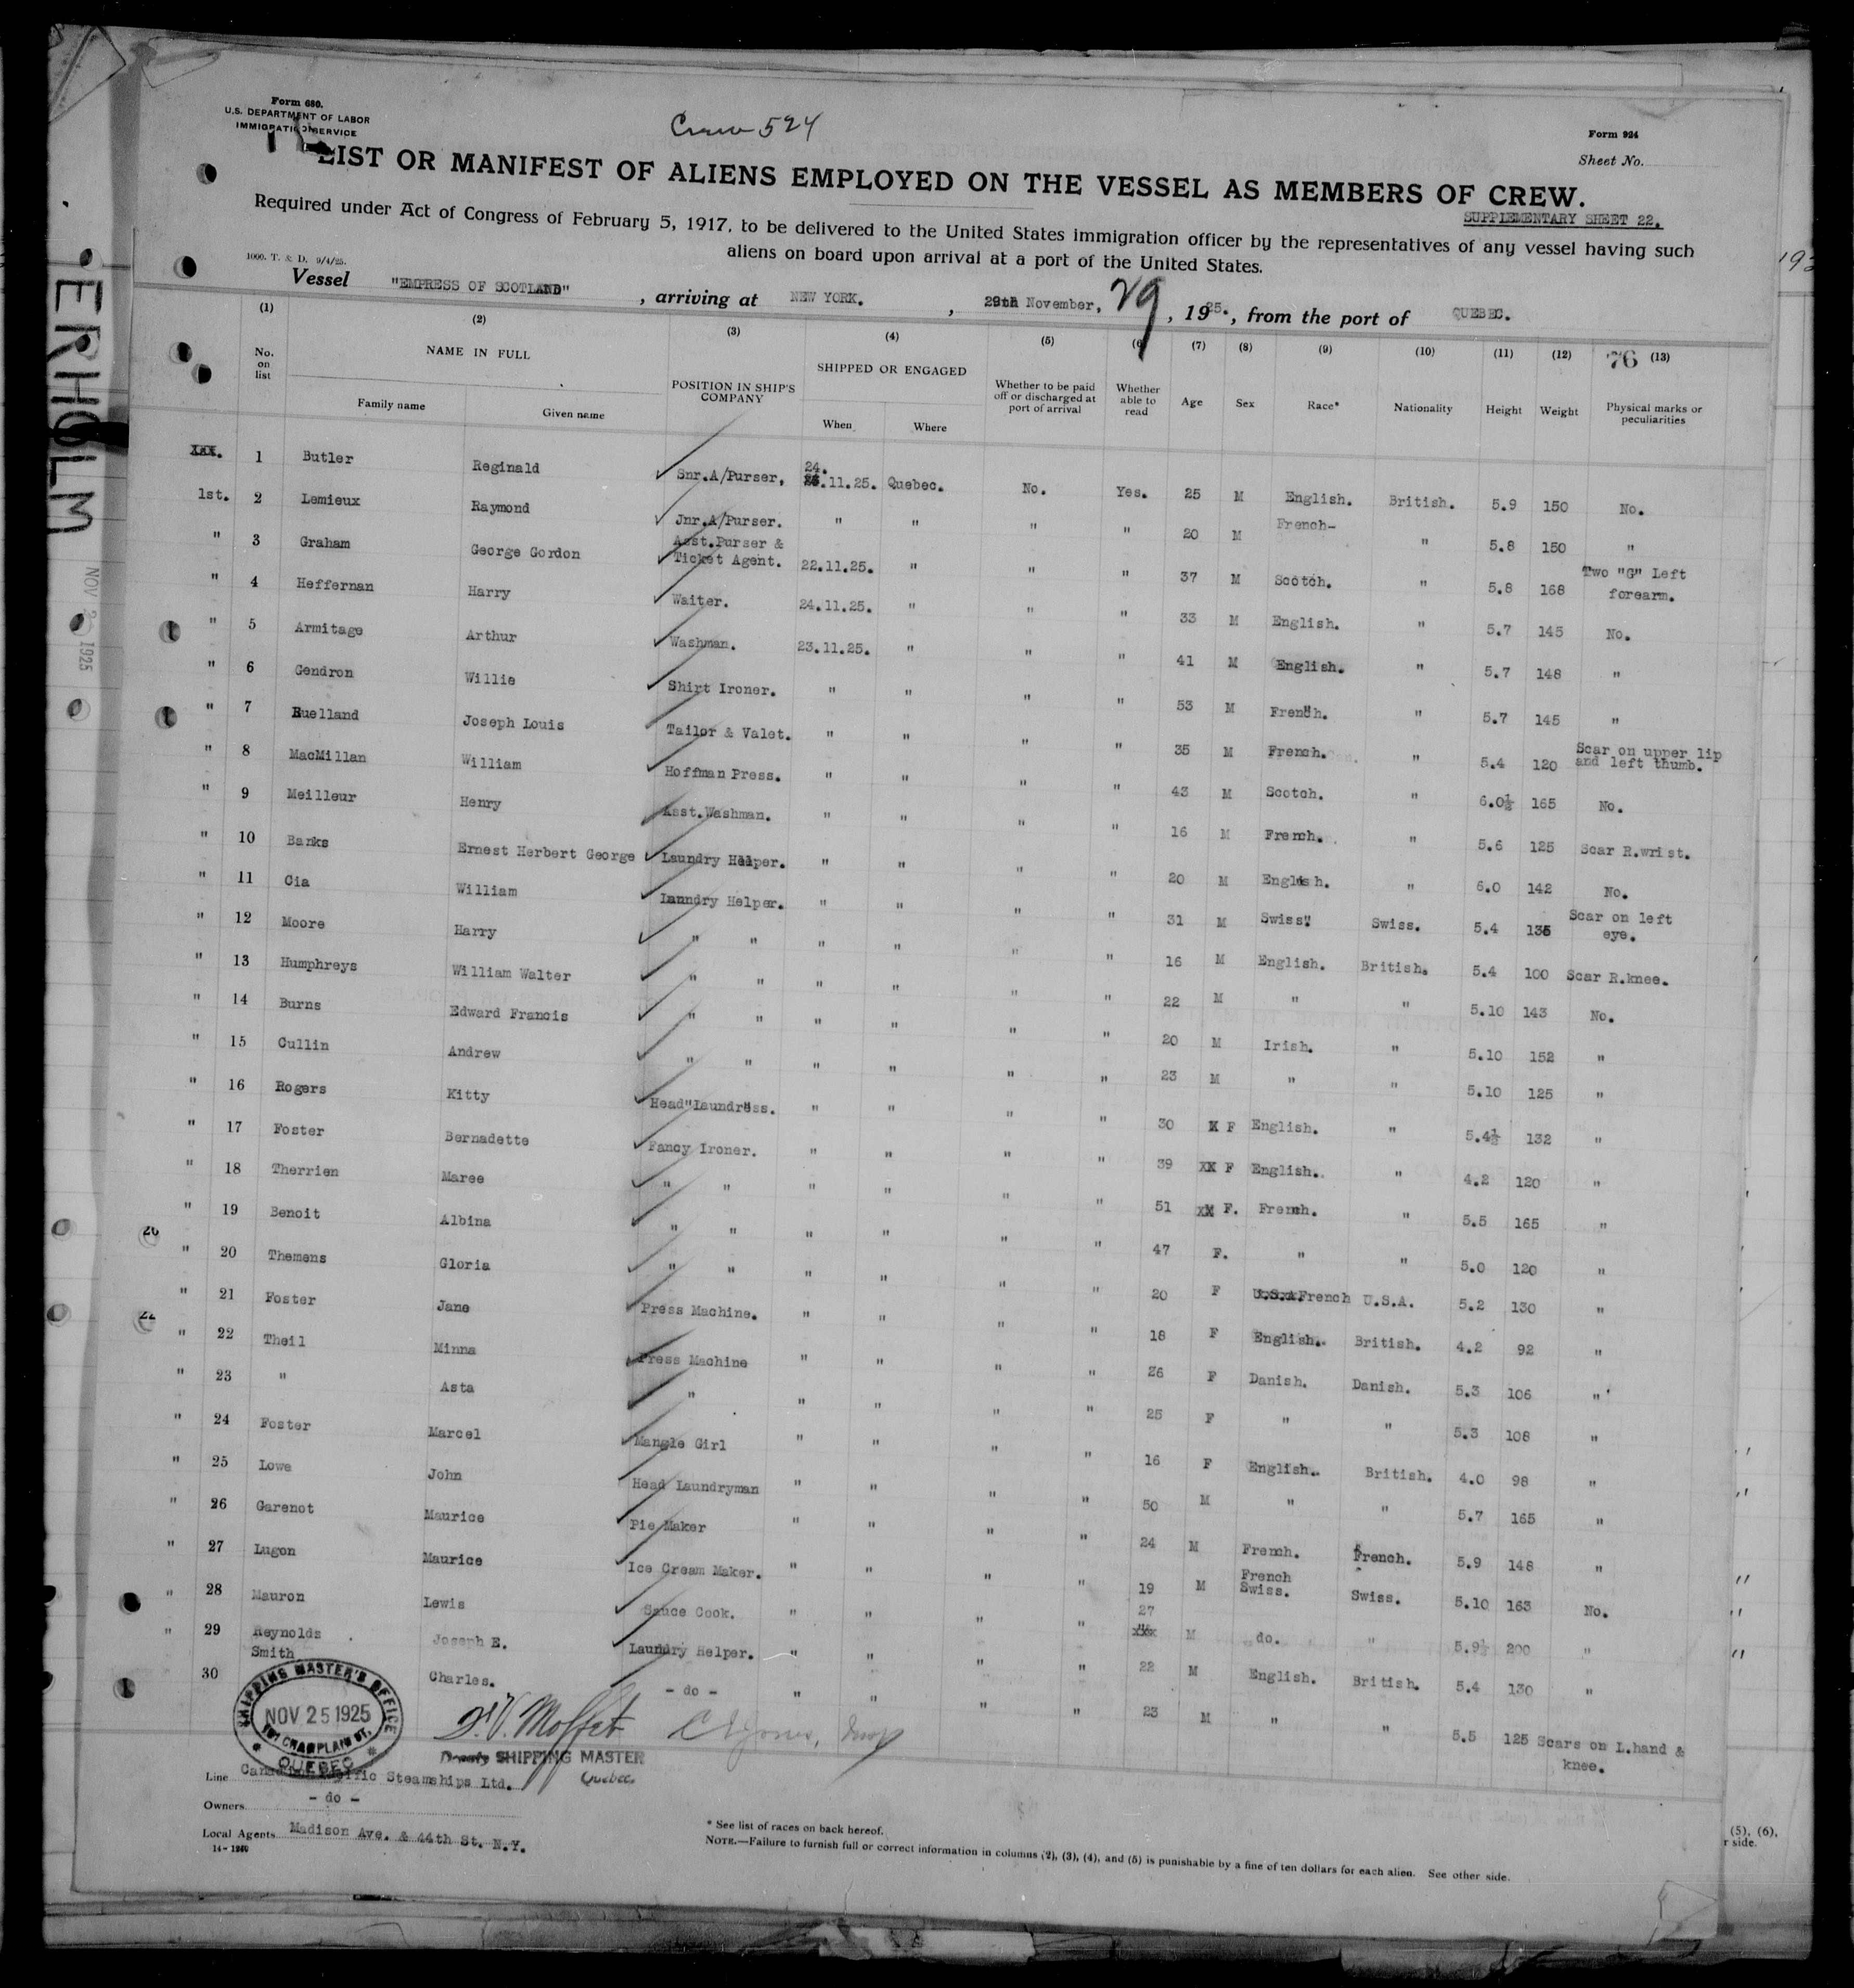 Form 680.
U.S. DEPARTMENT OF LABOR
IMMIGRATION SERVICE
Crew 524
Form 924
Sheet No.
LIST OR MANIFEST OF ALIENS EMPLOYED ON THE VESSEL AS MEMBERS OF CREW.
SUPPLEMENTARY SHEET 22.
Required under Act of Congress of February 5, 1917, to be delivered to the United States immigration officer by the representatives of any vessel having such
aliens on board upon arrival at a port of the United States.
1000. T. & D. 9/4/25.
Vessel "EMPRESS OF SCOTLAND", arriving at NEW YORK., 29th November, 29, 1925., from the port of QUEBEC.
(1) (2) (3) (4) (5) (6) (7) (8) (9) (10) (11) (12) 76 (13)
No. on list NAME IN FULL Family name Given name POSITION IN SHIP'S COMPANY SHIPPED OR ENGAGED When Where Whether to be paid off or discharged at port of arrival Whether able to read Age Sex Race* Nationality Height Weight Physical marks or peculiarities
xxx. 1 Butler Reginald Snr.A/Purser, 24.11.25. Quebec. No. Yes. 25 M English. British. 5.9 150 No.
1st. 2 Lemieux Raymond Jnr.A/Purser. " " " " 20 M French- " 5.8 150 "
" 3 Graham George Gordon Asst.Purser & Ticket Agent. 22.11.25. " " " 37 M Scotch. " 5.8 168 Two "G" Left forearm.
" 4 Heffernan Harry Waiter. 24.11.25. " " " 33 M English. " 5.7 145 No.
" 5 Armitage Arthur Washman. 23.11.25. " " " 41 M English. " 5.7 148 "
" 6 Gendron Willie Shirt Ironer. " " " " 53 M French. " 5.7 145 "
" 7 Ruelland Joseph Louis Tailor & Valet. " " " " 35 M French. " 5.4 120 Scar on upper lip and left thumb.
" 8 MacMillan William Hoffman Press. " " " " 43 M Scotch. " 6.0½ 165 No.
" 9 Meilleur Henry Asst.Washman. " " " " 16 M French. " 5.6 125 Scar R.wrist.
" 10 Banks Ernest Herbert George Laundry Helper. " " " " 20 M English. " 6.0 142 No.
" 11 Cia William Laundry Helper. " " " " 31 M Swiss. Swiss. 5.4 135 Scar on left eye.
" 12 Moore Harry " " " " " " 16 M English. British. 5.4 100 Scar R.knee.
" 13 Humphreys William Walter " " " " " " 22 M " " 5.10 143 No.
" 14 Burns Edward Francis " " " " " " 20 M Irish. " 5.10 152 "
" 15 Cullin Andrew " " " " " " 23 M " " 5.10 125 "
" 16 Rogers Kitty Head Laundress. " " " " 30 X F English. " 5.4½ 132 "
" 17 Foster Bernadette Fancy Ironer. " " " " 39 XX F English. " 4.2 120 "
" 18 Therrien Maree " " " " " " 51 XX F. French. " 5.5 165 "
" 19 Benoit Albina " " " " " " 47 F. " " 5.0 120 "
" 20 Themens Gloria " " " " " " 20 F U.S.A. French U.S.A. 5.2 130 "
" 21 Foster Jane Press Machine. " " " " 18 F English. British. 4.2 92 "
" 22 Theil Minna Press Machine " " " " 26 F Danish. Danish. 5.3 106 "
" 23 " Asta " " " " " 25 F " " 5.3 108 "
" 24 Foster Marcel Mangle Girl " " " " 16 F English. British. 4.0 98 "
" 25 Lowe John Head Laundryman " " " " 50 M " " 5.7 165 "
" 26 Garenot Maurice Pie Maker " " " " 24 M French. French. 5.9 148 "
" 27 Lugon Maurice Ice Cream Maker. " " " " 19 M French Swiss. Swiss. 5.10 163 No.
" 28 Mauron Lewis Sauce Cook. " " " " 27 xxx M do. " 5.9½ 200 "
" 29 Reynolds Joseph E. Laundry Helper. " " " " 22 M English. British. 5.4 130 "
30 Smith Charles. - do - " " " " 23 M " " 5.5 125 Scars on L.hand & knee.
SHIPPING MASTER'S OFFICE
NOV 25 1925
CHAMPLAIN ST.
QUEBEC
Deputy SHIPPING MASTER
Quebec.
Line Canadian Pacific Steamships Ltd.
Owners - do -
Local Agents Madison Ave. & 44th St. N.Y.
14-1240
* See list of races on back hereof.
NOTE.—Failure to furnish full or correct information in columns (2), (3), (4), and (5) is punishable by a fine of ten dollars for each alien. See other side.
ERHOLM
NOV 2 1925
(5), (6),
r side.